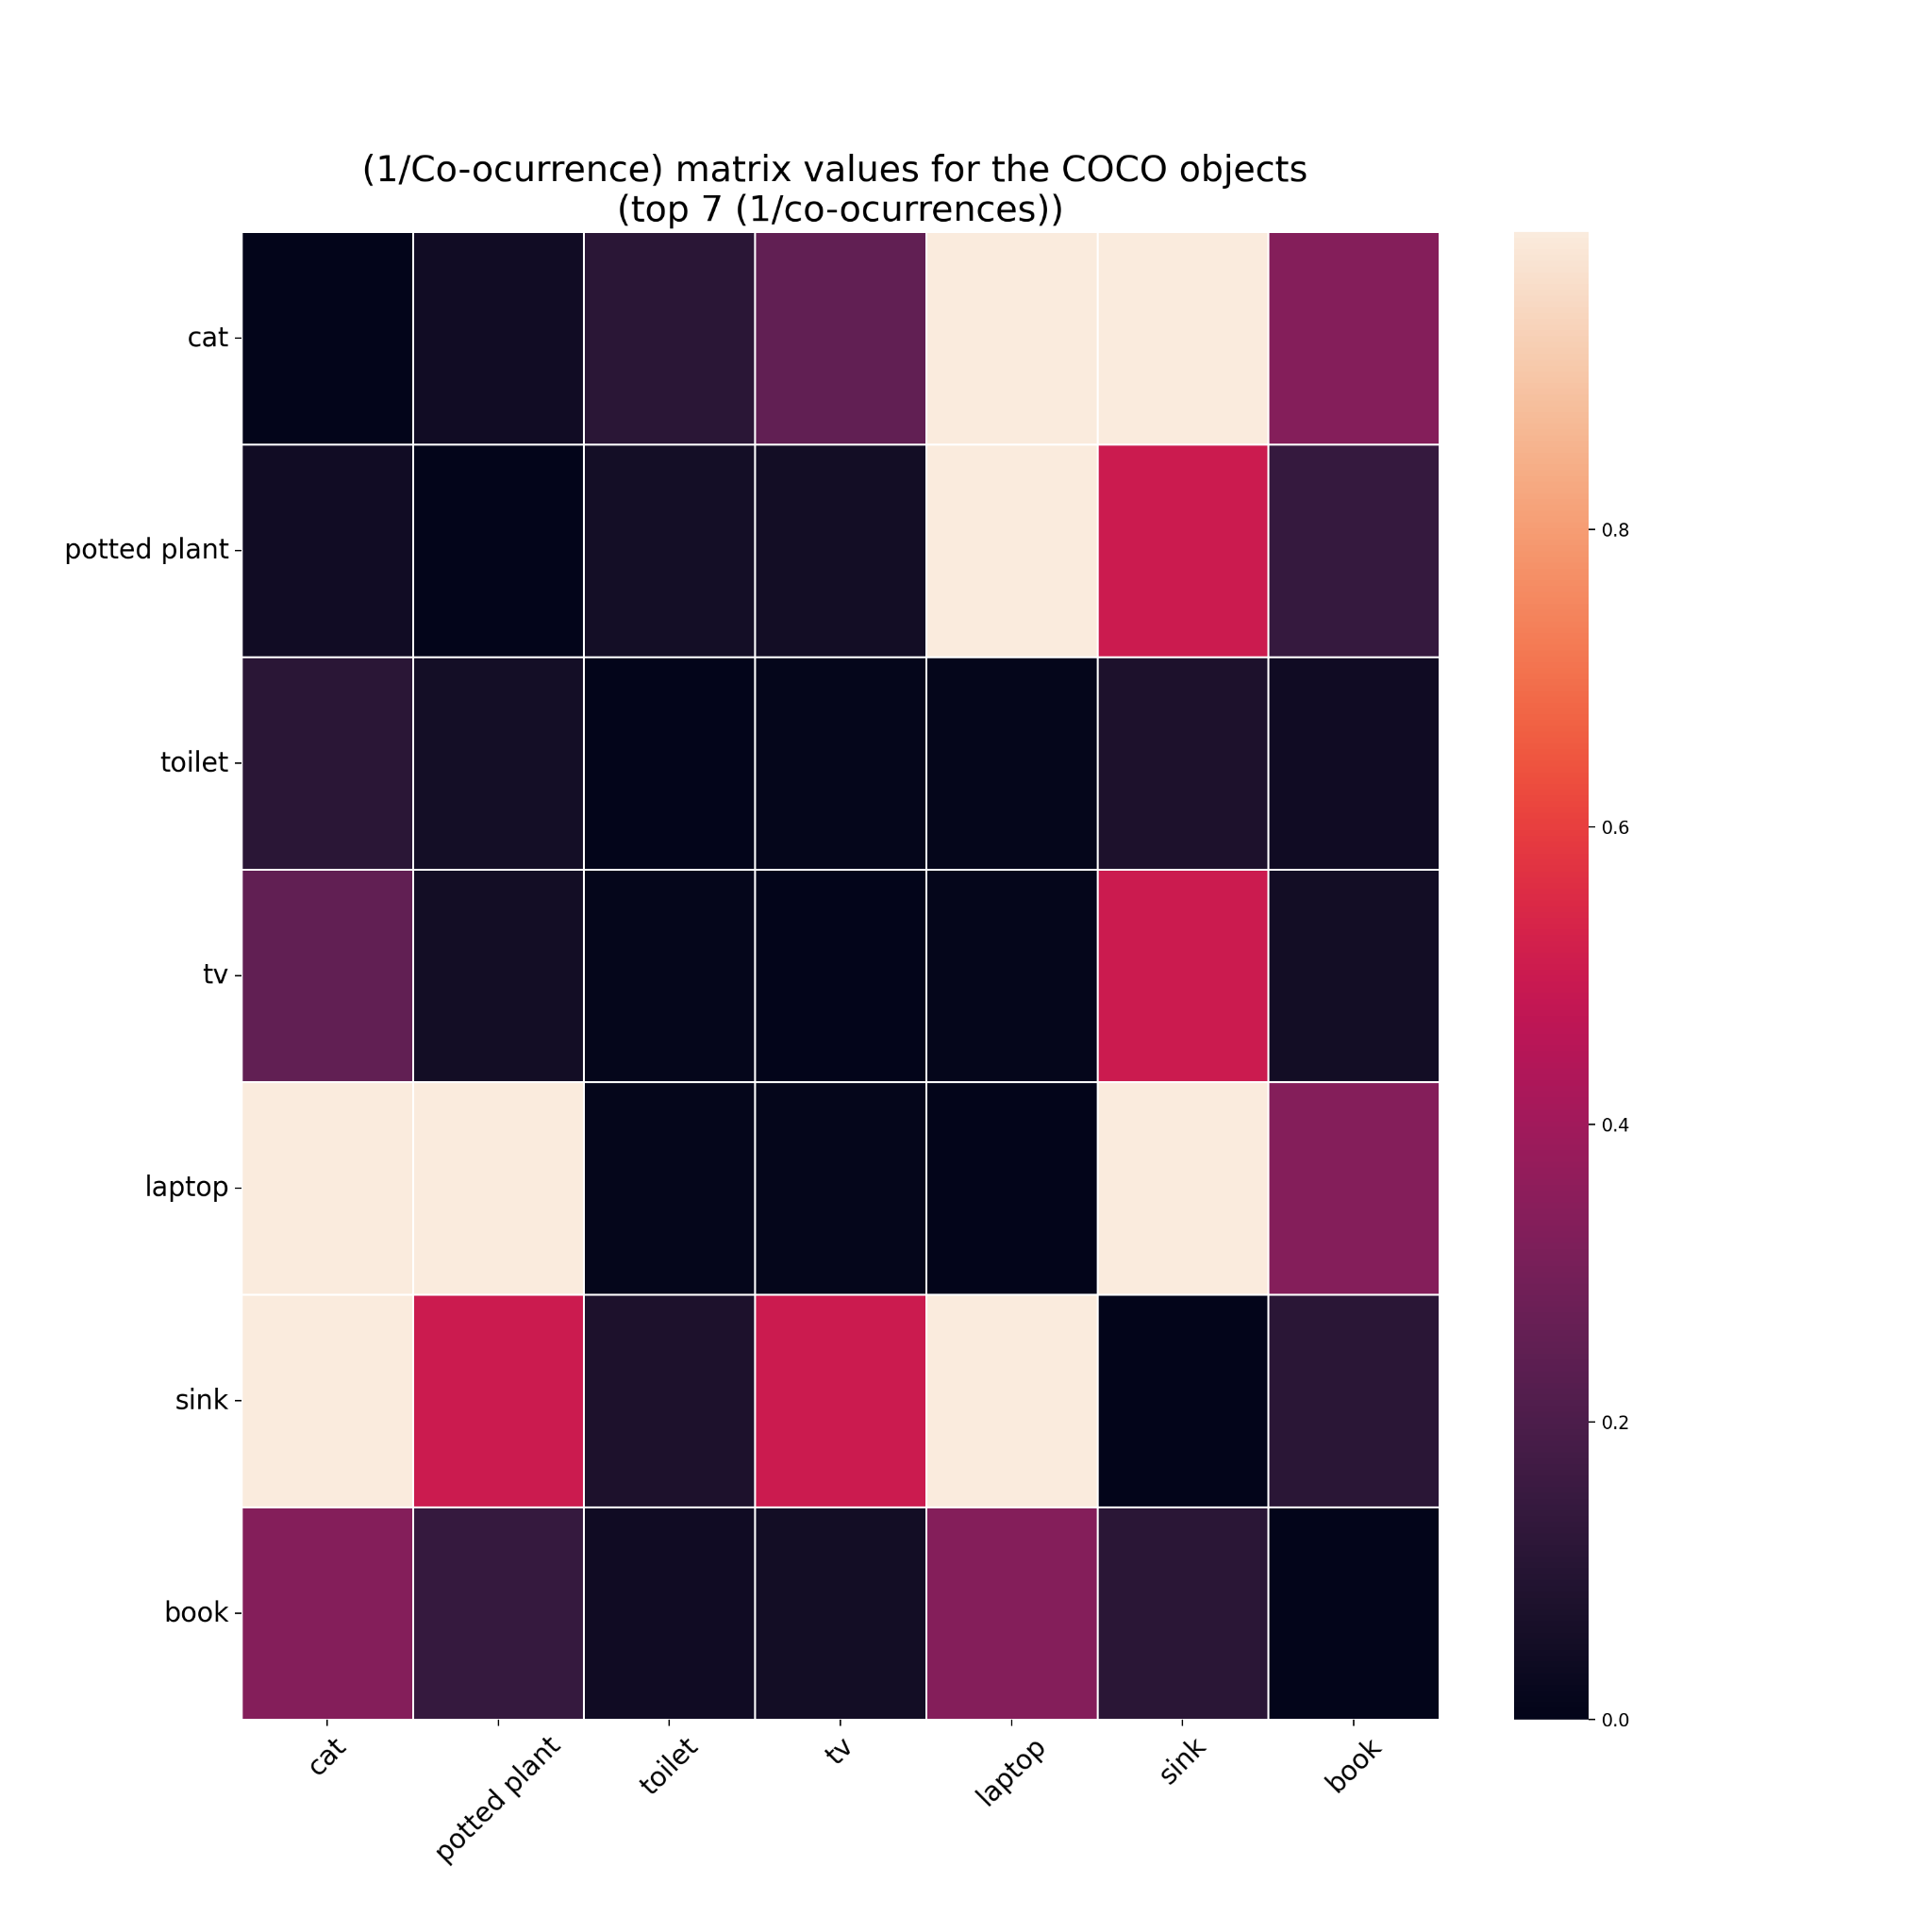 (1/Co-ocurrence) matrix values for the COCO objects
(top 7 (1/co-ocurrences))
cat
potted plant
toilet
tv
laptop
sink
book
cat
potted plant
toilet
tv
laptop
sink
book
0.8
0.6
0.4
0.2
0.0